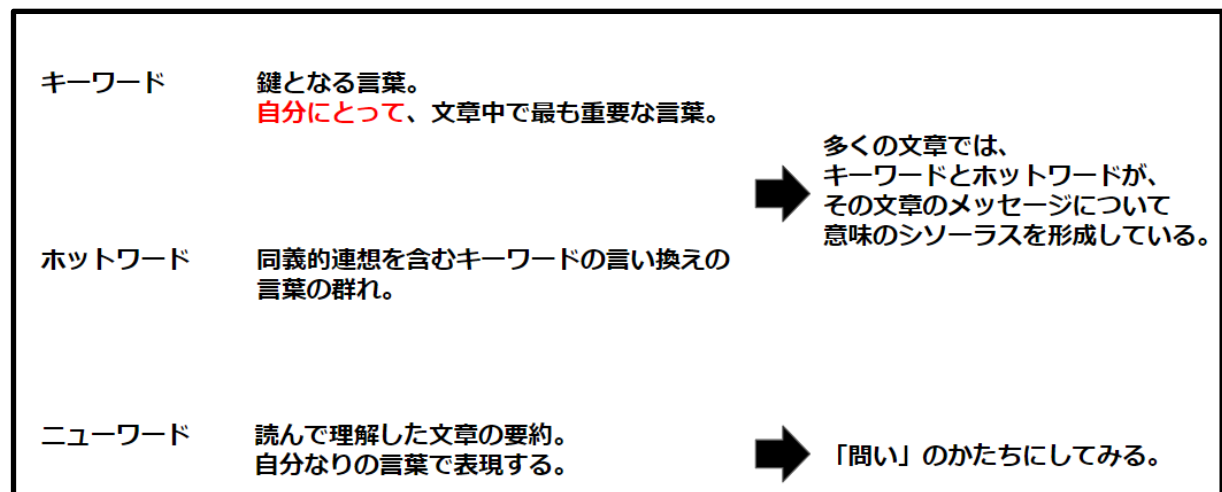 キーワード
鍵となる言葉。
自分にとって、文章中で最も重要な言葉。
多くの文章では、
キーワードとホットワードが、
その文章のメッセージについて
意味のシソーラスを形成している。
ホットワード
同義的連想を含むキーワードの言い換えの
言葉の群れ。
ニューワード
読んで理解した文章の要約。
自分なりの言葉で表現する。
「問い」のかたちにしてみる。